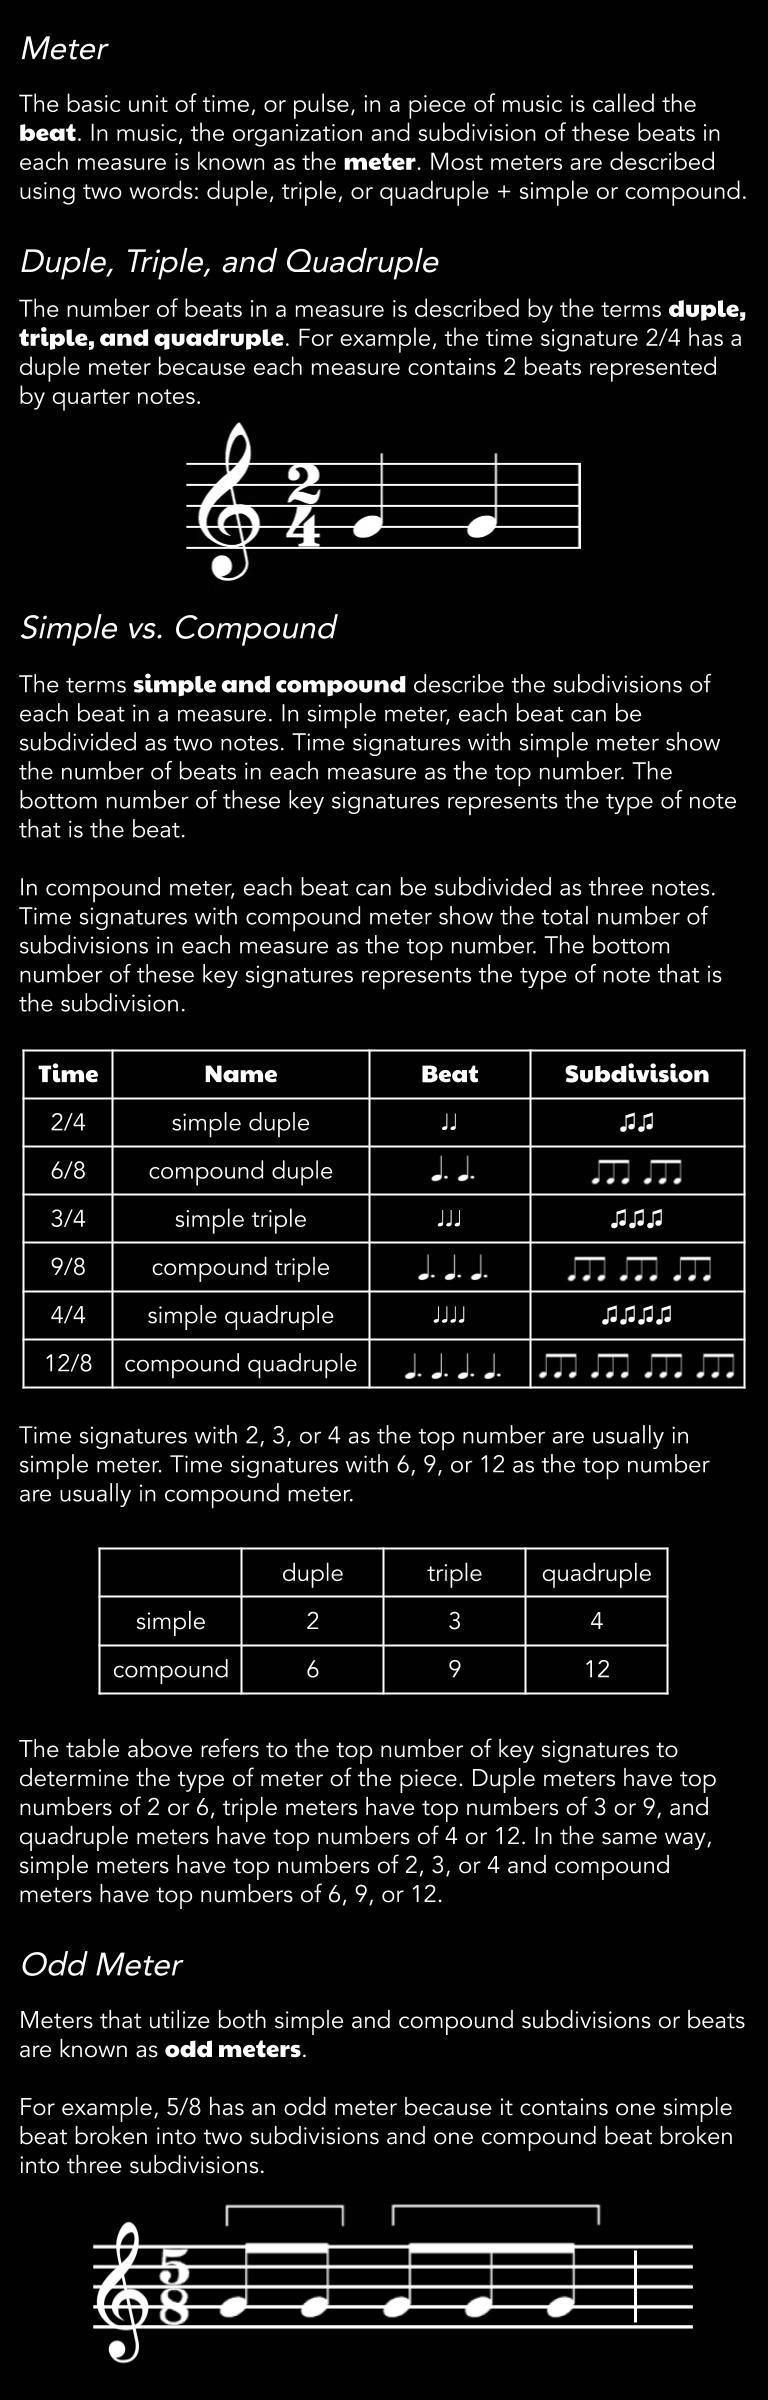 Meter
The basic unit of time, or pulse, in a piece of music is called the
beat. In music, the organization and subdivision of these beats in
each measure is known as the meter. Most meters are described
using two words: duple, triple, or quadruple + simple or compound.
Duple, Triple, and Quadruple
The number of beats in a measure is described by the terms duple,
triple, and quadruple. For example, the time signature 2/4 has a
duple meter because each measure contains 2 beats represented
by quarter notes.
2
4
Simple vs. Compound
The terms simple and compound describe the subdivisions of
each beat in a measure. In simple meter, each beat can be
subdivided as two notes. Time signatures with simple meter show
the number of beats in each measure as the top number. The
bottom number of these key signatures represents the type of note
that is the beat.
In compound meter, each beat can be subdivided as three notes.
Time signatures with compound meter show the total number of
subdivisions in each measure as the top number. The bottom
number of these key signatures represents the type of note that is
the subdivision.
Time Name Beat Subdivision
2/4 simple duple
6/8 compound duple
3/4 simple triple
9/8 compound triple
4/4 simple quadruple
12/8 compound quadruple
Time signatures with 2, 3, or 4 as the top number are usually in
simple meter. Time signatures with 6, 9, or 12 as the top number
are usually in compound meter.
duple triple quadruple
simple 2 3 4
compound 6 9 12
The table above refers to the top number of key signatures to
determine the type of meter of the piece. Duple meters have top
numbers of 2 or 6, triple meters have top numbers of 3 or 9, and
quadruple meters have top numbers of 4 or 12. In the same way,
simple meters have top numbers of 2, 3, or 4 and compound
meters have top numbers of 6, 9, or 12.
Odd Meter
Meters that utilize both simple and compound subdivisions or beats
are known as odd meters.
For example, 5/8 has an odd meter because it contains one simple
beat broken into two subdivisions and one compound beat broken
into three subdivisions.
5
8